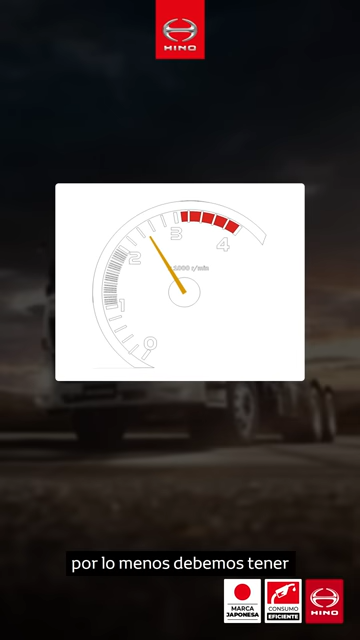 HINO
3
4
2
1000 r/min
1
0
por lo menos debemos tener
MARCA
JAPONESA
CONSUMO
EFICIENTE
HINO